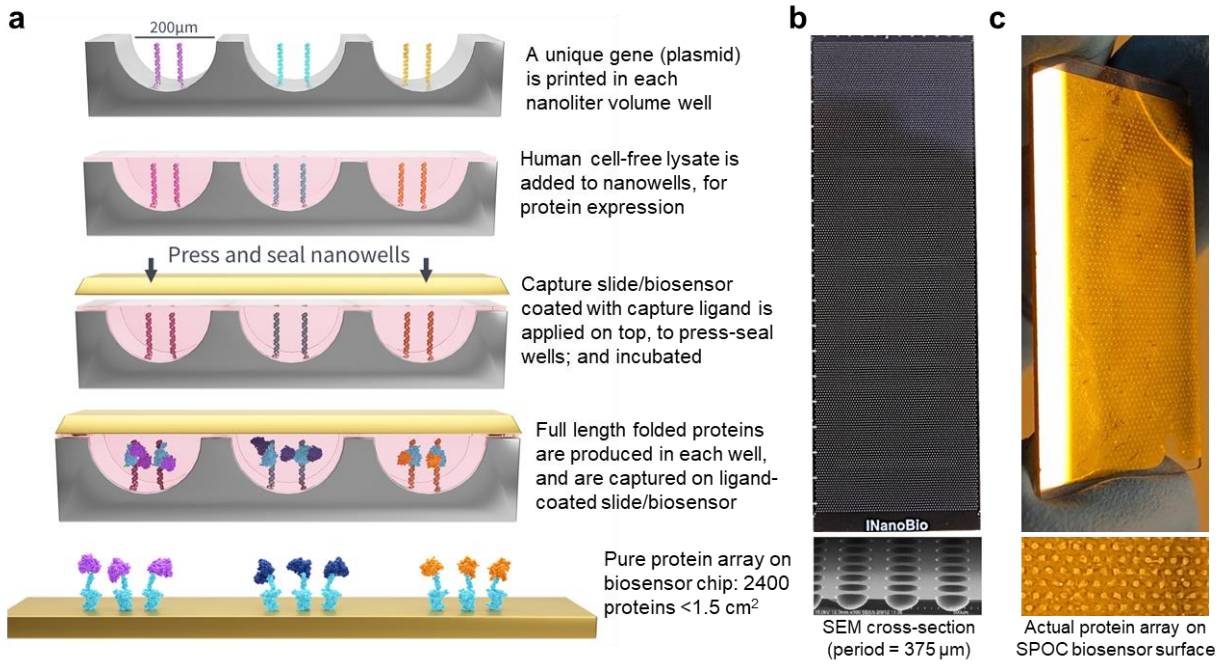 a
200µm
A unique gene (plasmid)
is printed in each
nanoliter volume well
Human cell-free lysate is
added to nanowells, for
protein expression
Press and seal nanowells
Capture slide/biosensor
coated with capture ligand is
applied on top, to press-seal
wells; and incubated
Full length folded proteins
are produced in each well,
and are captured on ligand-
coated slide/biosensor
Pure protein array on
biosensor chip: 2400
proteins <1.5 cm²
b
INanoBio
SEM cross-section
(period = 375 µm)
c
Actual protein array on
SPOC biosensor surface